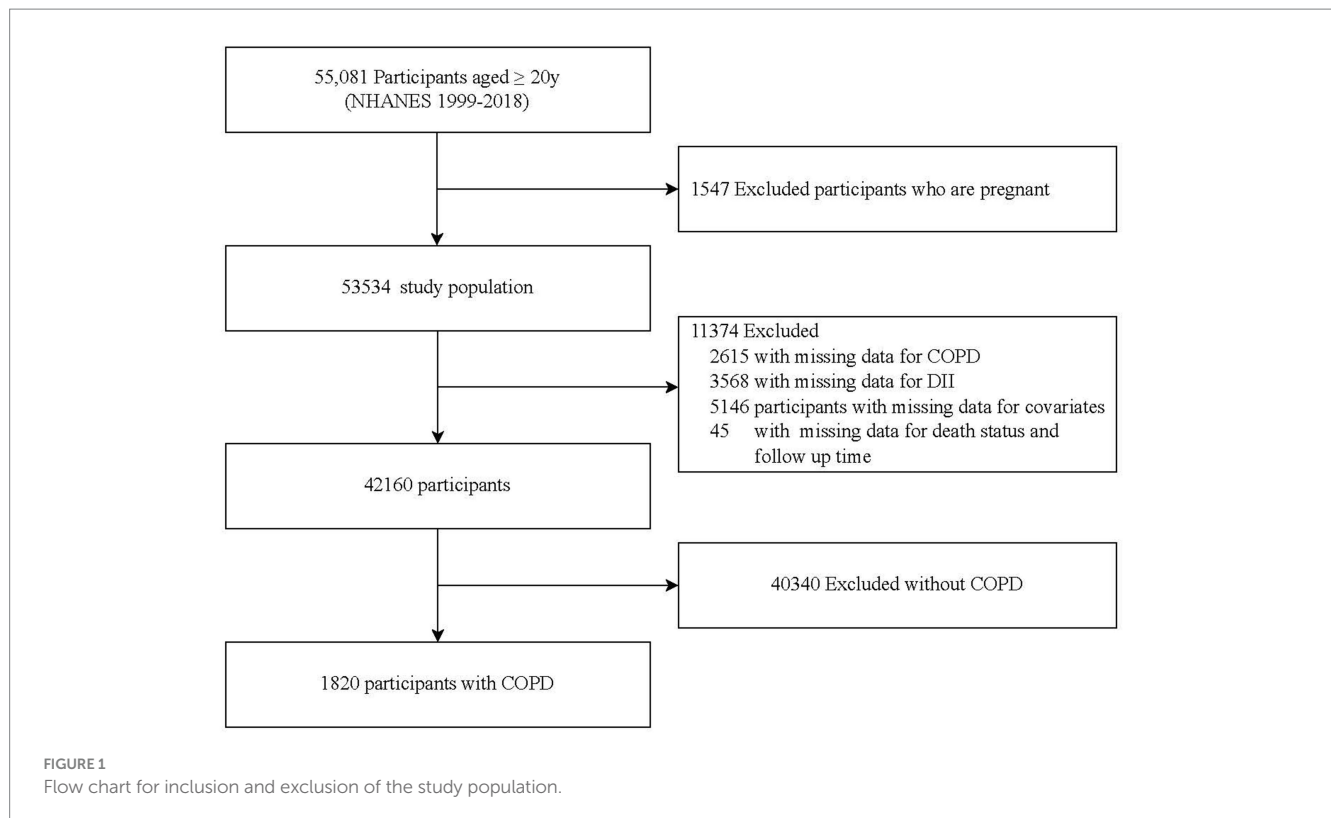 55,081 Participants aged ≥ 20y
(NHANES 1999-2018)
1547 Excluded participants who are pregnant
53534 study population
11374 Excluded
2615 with missing data for COPD
3568 with missing data for DII
5146 participants with missing data for covariates
45 with missing data for death status and
follow up time
42160 participants
40340 Excluded without COPD
1820 participants with COPD
FIGURE 1
Flow chart for inclusion and exclusion of the study population.